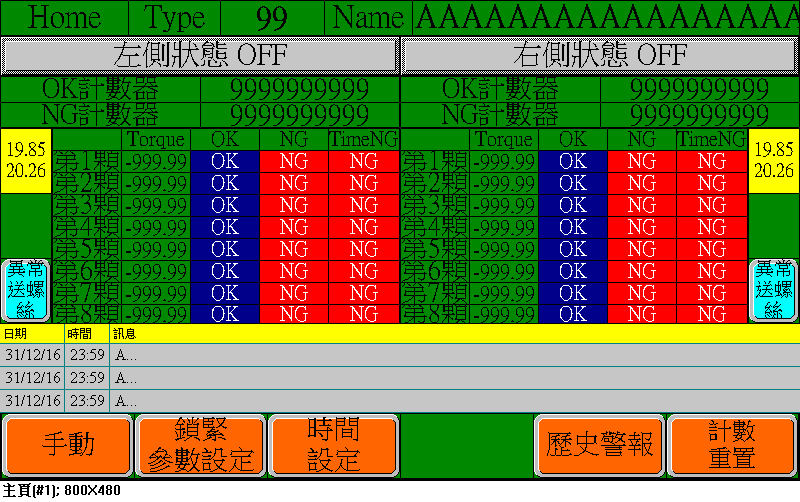 Home Type 99 Name AAAAAAAAAAAAAAAA
左側狀態 OFF 右側狀態 OFF
OK計數器 9999999999 OK計數器 9999999999
NG計數器 9999999999 NG計數器 9999999999
Torque OK NG TimeNG Torque OK NG TimeNG
19.85 第1顆 -999.99 OK NG NG 第1顆 -999.99 OK NG NG 19.85
20.26 第2顆 -999.99 OK NG NG 第2顆 -999.99 OK NG NG 20.26
第3顆 -999.99 OK NG NG 第3顆 -999.99 OK NG NG
第4顆 -999.99 OK NG NG 第4顆 -999.99 OK NG NG
第5顆 -999.99 OK NG NG 第5顆 -999.99 OK NG NG
異常 第6顆 -999.99 OK NG NG 第6顆 -999.99 OK NG NG 異常
送螺 第7顆 -999.99 OK NG NG 第7顆 -999.99 OK NG NG 送螺
絲 第8顆 -999.99 OK NG NG 第8顆 -999.99 OK NG NG 絲
日期 時間 訊息
31/12/16 23:59 A...
31/12/16 23:59 A...
31/12/16 23:59 A...
手動 鎖緊 時間 歷史警報 計數
參數設定 設定 重置
主頁(#1); 800X480